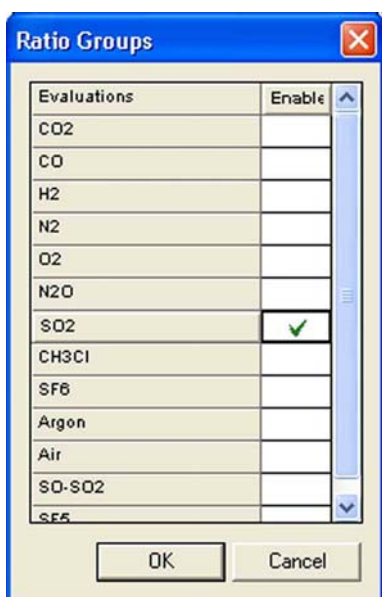 Ratio Groups
Evaluations Enable
CO2
CO
H2
N2
O2
N2O
SO2
CH3Cl
SF6
Argon
Air
SO-SO2
SF5
OK Cancel